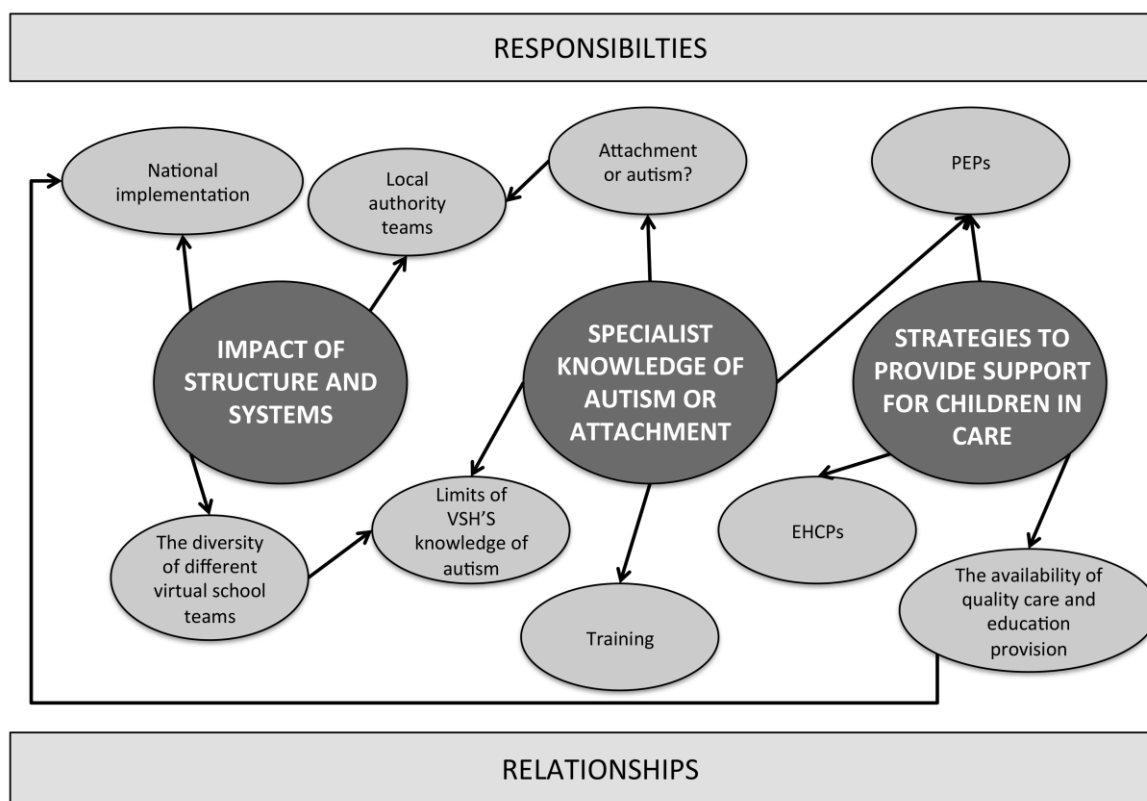 RESPONSIBILTIES
National
implementation
Local
authority
teams
Attachment
or autism?
PEPs
IMPACT OF
STRUCTURE AND
SYSTEMS
SPECIALIST
KNOWLEDGE OF
AUTISM OR
ATTACHMENT
STRATEGIES TO
PROVIDE SUPPORT
FOR CHILDREN IN
CARE
The diversity
of different
virtual school
teams
Limits of
VSH'S
knowledge of
autism
Training
EHCPs
The availability of
quality care and
education
provision
RELATIONSHIPS